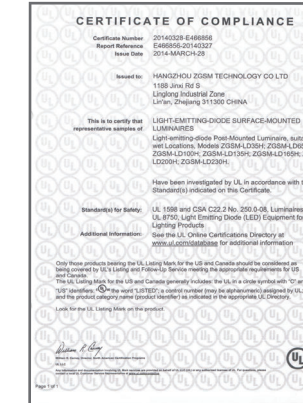 CERTIFICATE OF COMPLIANCE
Certificate Number 20140328-E466856
Report Reference E466856-20140327
Issue Date 2014-MARCH-28
Issued to: HANGZHOU ZGSM TECHNOLOGY CO LTD
1188 Jinxi Rd S
Linglong Industrial Zone
Lin'an, Zhejiang 311300 CHINA
This is to certify that LIGHT-EMITTING-DIODE SURFACE-MOUNTED
representative samples of LUMINAIRES
Light-emitting-diode Post-Mounted Luminaire, suita
wet Locations, Models ZGSM-LD35H; ZGSM-LD65
ZGSM-LD100H; ZGSM-LD135H; ZGSM-LD165H;
LD200H; ZGSM-LD230H.
Have been investigated by UL in accordance with t
Standard(s) indicated on this Certificate.
Standard(s) for Safety: UL 1598 and CSA C22.2 No. 250.0-08, Luminaires
UL 8750, Light Emitting Diode (LED) Equipment fo
Lighting Products
Additional Information: See the UL Online Certifications Directory at
www.ul.com/database for additional information
Only those products bearing the UL Listing Mark for the US and Canada should be considered as
being covered by UL's Listing and Follow-Up Service meeting the appropriate requirements for US
and Canada.
The UL Listing Mark for the US and Canada generally includes: the UL in a circle symbol with "C" an
"US" identifiers: the word "LISTED"; a control number (may be alphanumeric) assigned by UL;
and the product category name (product identifier) as indicated in the appropriate UL Directory.
Look for the UL Listing Mark on the product.
UL
Page 1 of 1